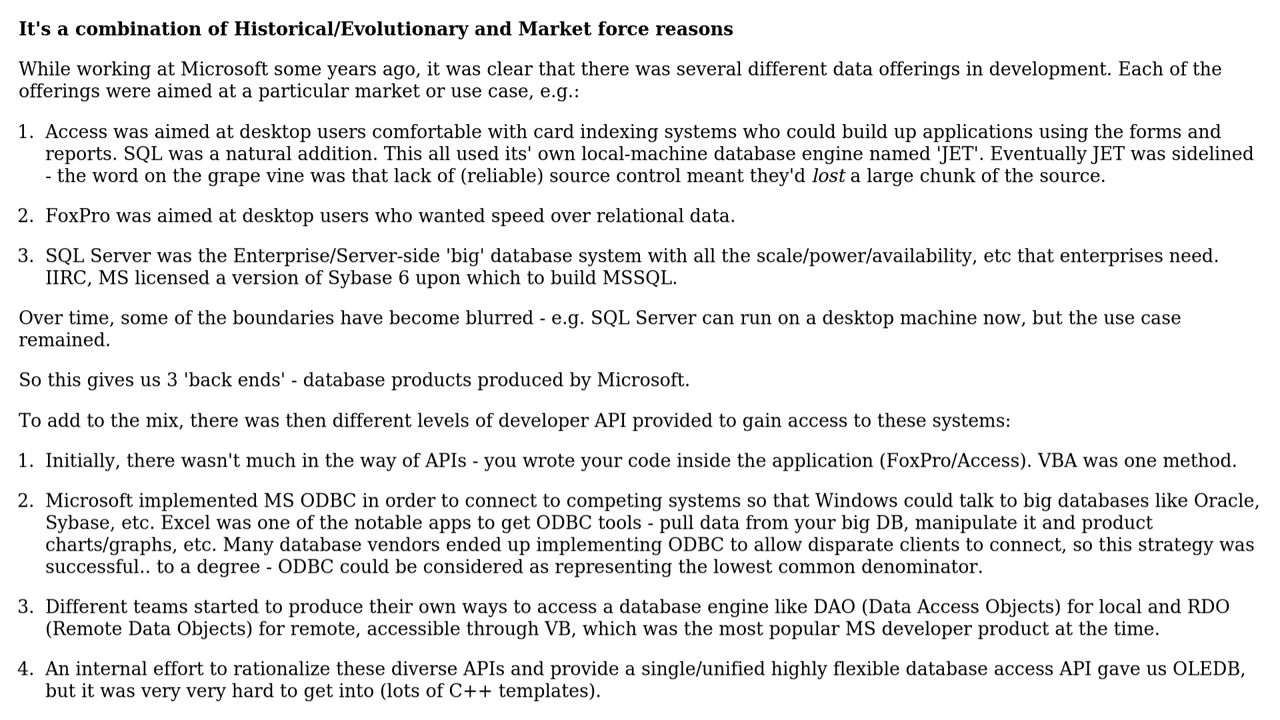 It's a combination of Historical/Evolutionary and Market force reasons
While working at Microsoft some years ago, it was clear that there was several different data offerings in development. Each of the
offerings were aimed at a particular market or use case, e.g.:
1. Access was aimed at desktop users comfortable with card indexing systems who could build up applications using the forms and
reports. SQL was a natural addition. This all used its' own local-machine database engine named 'JET'. Eventually JET was sidelined
- the word on the grape vine was that lack of (reliable) source control meant they'd lost a large chunk of the source.
2. FoxPro was aimed at desktop users who wanted speed over relational data.
3. SQL Server was the Enterprise/Server-side 'big' database system with all the scale/power/availability, etc that enterprises need.
IIRC, MS licensed a version of Sybase 6 upon which to build MSSQL.
Over time, some of the boundaries have become blurred - e.g. SQL Server can run on a desktop machine now, but the use case
remained.
So this gives us 3 'back ends' - database products produced by Microsoft.
To add to the mix, there was then different levels of developer API provided to gain access to these systems:
1. Initially, there wasn't much in the way of APIs - you wrote your code inside the application (FoxPro/Access). VBA was one method.
2. Microsoft implemented MS ODBC in order to connect to competing systems so that Windows could talk to big databases like Oracle,
Sybase, etc. Excel was one of the notable apps to get ODBC tools - pull data from your big DB, manipulate it and product
charts/graphs, etc. Many database vendors ended up implementing ODBC to allow disparate clients to connect, so this strategy was
successful.. to a degree - ODBC could be considered as representing the lowest common denominator.
3. Different teams started to produce their own ways to access a database engine like DAO (Data Access Objects) for local and RDO
(Remote Data Objects) for remote, accessible through VB, which was the most popular MS developer product at the time.
4. An internal effort to rationalize these diverse APIs and provide a single/unified highly flexible database access API gave us OLEDB,
but it was very very hard to get into (lots of C++ templates).